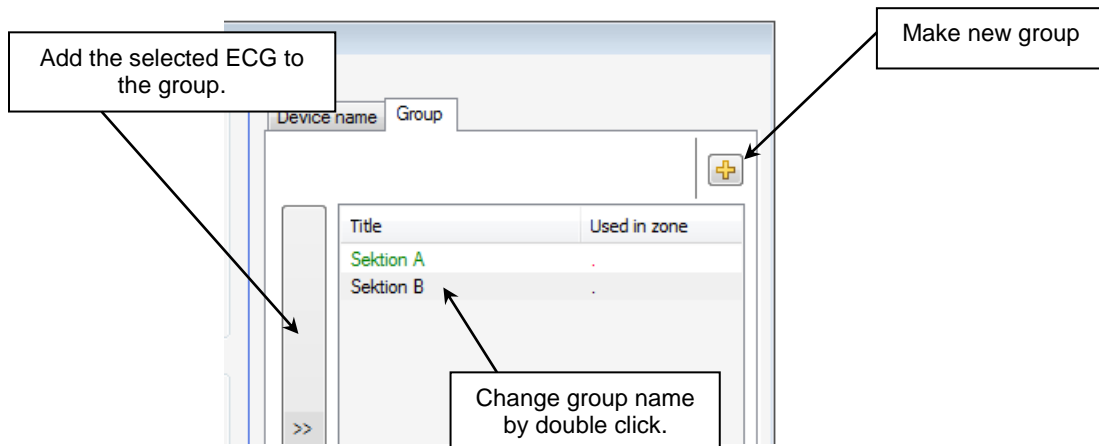 Make new group
Add the selected ECG to
the group.
Device name
Group
Title
Used in zone
Sektion A
.
Sektion B
.
Change group name
by double click.
>>